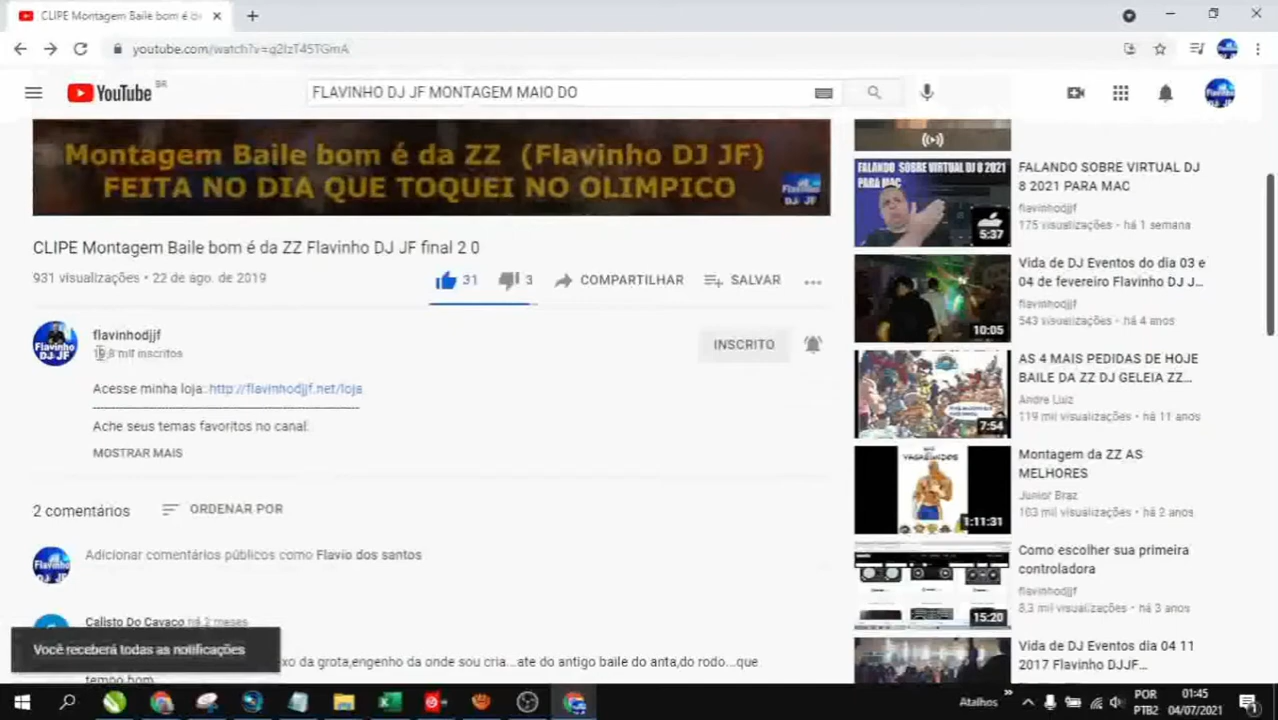 CLIPE Montagem Baile bom é da
youtube.com/watch?v=q2IzT45TGmA
YouTube BR
FLAVINHO DJ JF MONTAGEM MAIO DO
Montagem Baile bom é da ZZ (Flavinho DJ JF)
FEITA NO DIA QUE TOQUEI NO OLIMPICO
CLIPE Montagem Baile bom é da ZZ Flavinho DJ JF final 2 0
931 visualizações • 22 de ago. de 2019
31 3 COMPARTILHAR SALVAR
flavinhodjjf
mil inscritos
INSCRITO
Acesse minha loja: http://flavinhodjjf.net/loja
Ache seus temas favoritos no canal.
MOSTRAR MAIS
2 comentários
ORDENAR POR
Adicionar comentários públicos como Flavio dos santos
Calisto Do Cavaco há 2 meses
xo da grota,engenho da onde sou cria...ate do antigo baile do anta,do rodo...que
tempo bom
Você receberá todas as notificações
FALANDO SOBRE VIRTUAL DJ 8 2021
PARA MAC
5:37
FALANDO SOBRE VIRTUAL DJ
8 2021 PARA MAC
flavinhodjjf
175 visualizações • há 1 semana
10:05
Vida de DJ Eventos do dia 03 e
04 de fevereiro Flavinho DJ J...
flavinhodjjf
543 visualizações • há 4 anos
7:54
AS 4 MAIS PEDIDAS DE HOJE
BAILE DA ZZ DJ GELEIA ZZ...
Andre Luiz
119 mil visualizações • há 11 anos
1:11:31
Montagem da ZZ AS
MELHORES
Junior Braz
103 mil visualizações • há 2 anos
15:20
Como escolher sua primeira
controladora
flavinhodjjf
8,3 mil visualizações • há 3 anos
Vida de DJ Eventos dia 04 11
2017 Flavinho DJJF...
Atalhos
POR
PTB2
01:45
04/07/2021